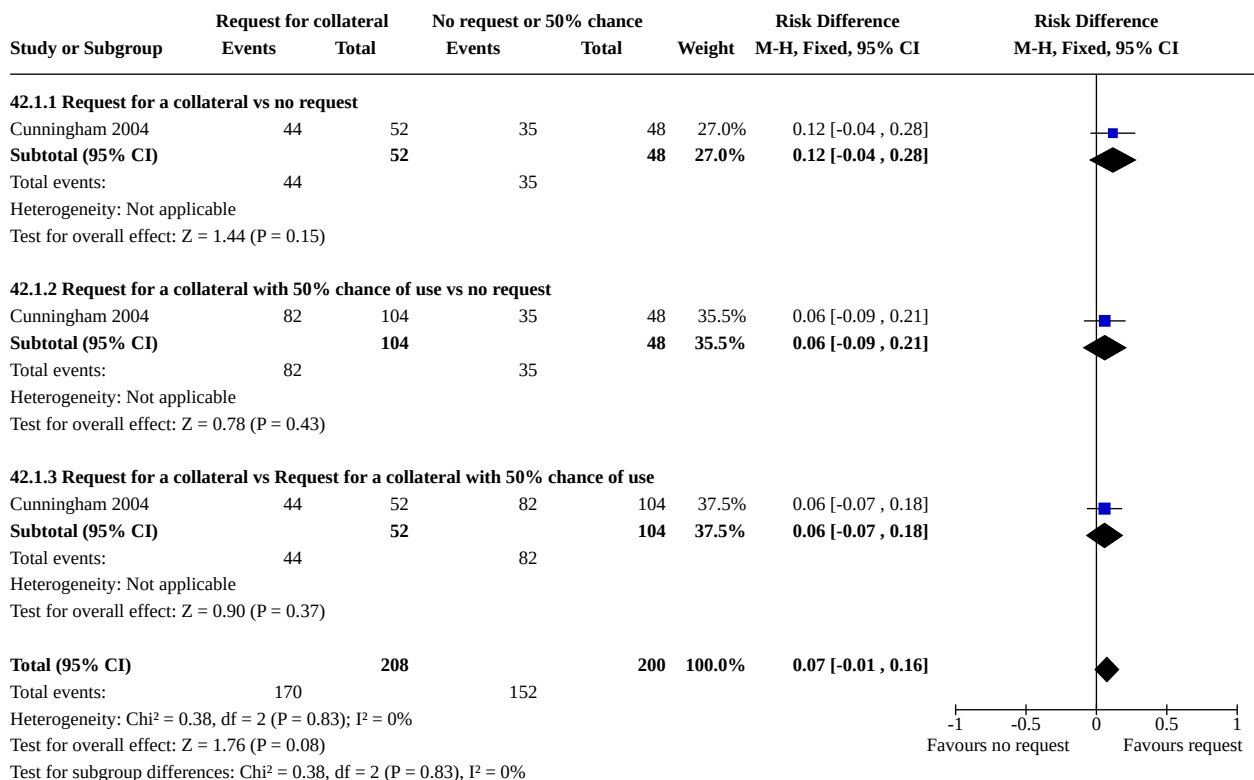 Request for collateral No request or 50% chance Risk Difference Risk Difference
Study or Subgroup Events Total Events Total Weight M-H, Fixed, 95% CI M-H, Fixed, 95% CI
42.1.1 Request for a collateral vs no request
Cunningham 2004 44 52 35 48 27.0% 0.12 [-0.04 , 0.28]
Subtotal (95% CI) 52 48 27.0% 0.12 [-0.04 , 0.28]
Total events: 44 35
Heterogeneity: Not applicable
Test for overall effect: Z = 1.44 (P = 0.15)
42.1.2 Request for a collateral with 50% chance of use vs no request
Cunningham 2004 82 104 35 48 35.5% 0.06 [-0.09 , 0.21]
Subtotal (95% CI) 104 48 35.5% 0.06 [-0.09 , 0.21]
Total events: 82 35
Heterogeneity: Not applicable
Test for overall effect: Z = 0.78 (P = 0.43)
42.1.3 Request for a collateral vs Request for a collateral with 50% chance of use
Cunningham 2004 44 52 82 104 37.5% 0.06 [-0.07 , 0.18]
Subtotal (95% CI) 52 104 37.5% 0.06 [-0.07 , 0.18]
Total events: 44 82
Heterogeneity: Not applicable
Test for overall effect: Z = 0.90 (P = 0.37)
Total (95% CI) 208 200 100.0% 0.07 [-0.01 , 0.16]
Total events: 170 152
Heterogeneity: Chi² = 0.38, df = 2 (P = 0.83); I² = 0%
-1 -0.5 0 0.5 1
Test for overall effect: Z = 1.76 (P = 0.08) Favours no request Favours request
Test for subgroup differences: Chi² = 0.38, df = 2 (P = 0.83), I² = 0%